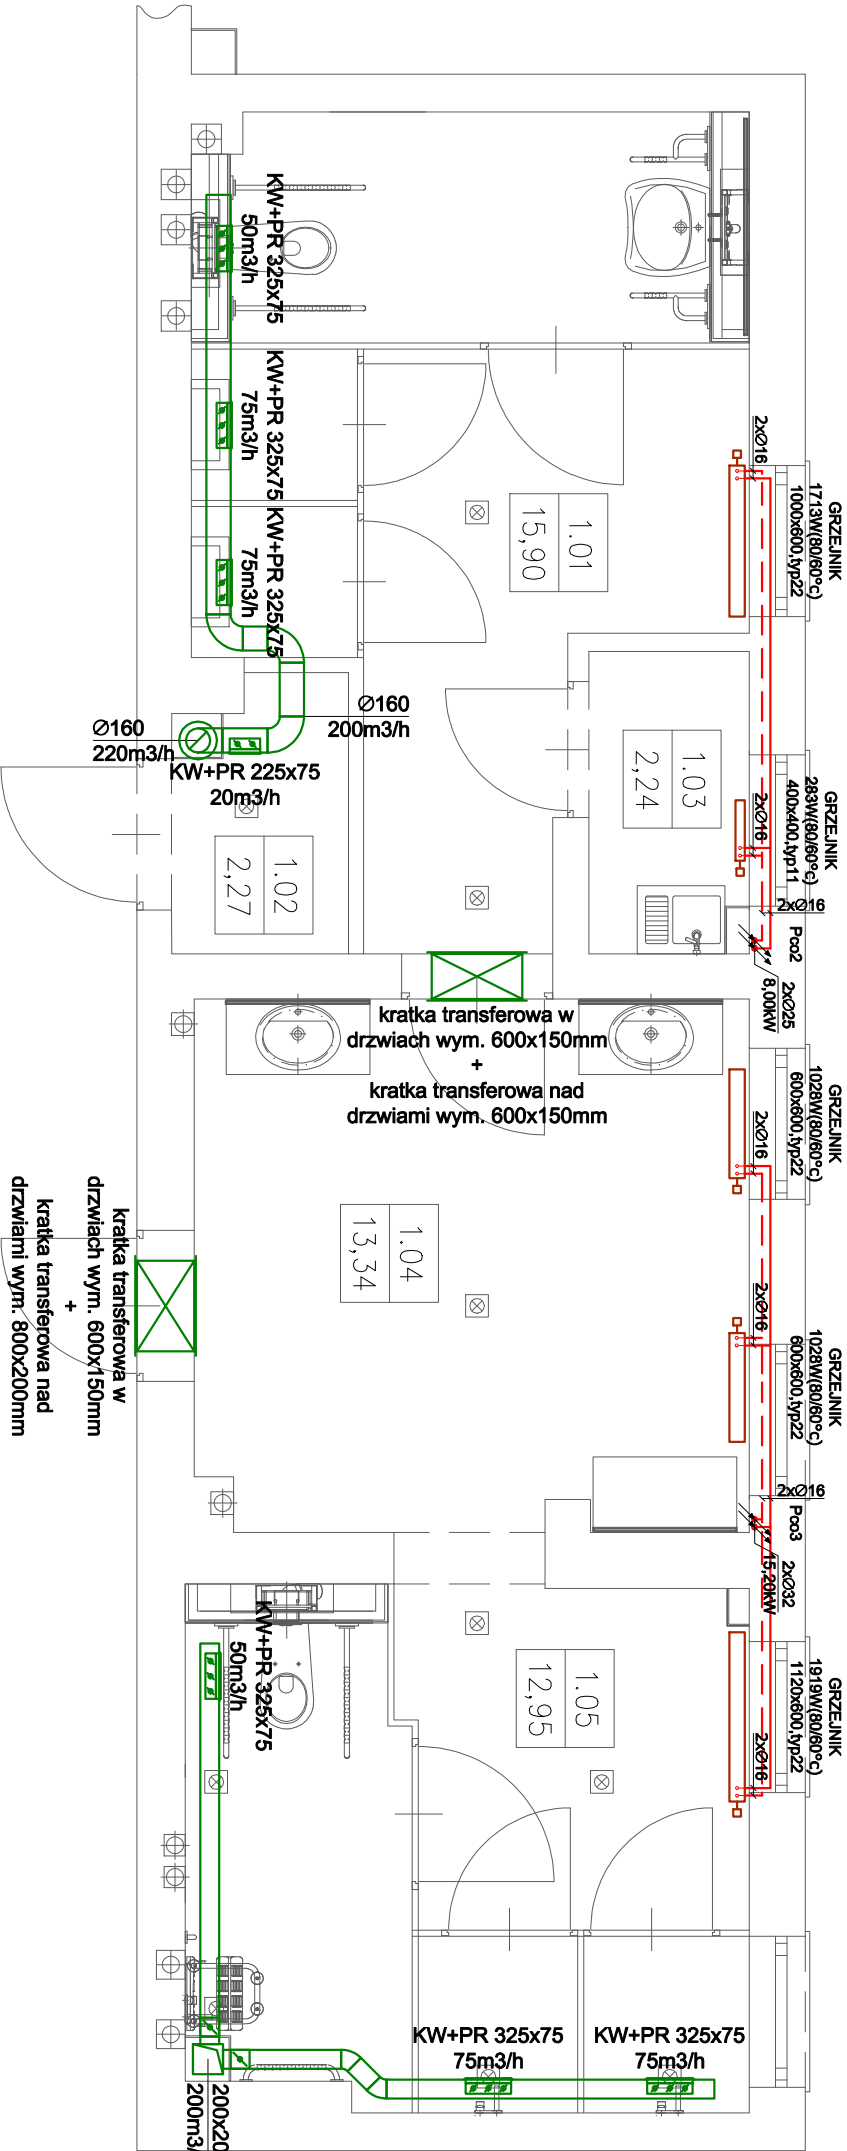 KW+PR 325x75
50m3/h
KW+PR 325x75
75m3/h
KW+PR 325x75
75m3/h
2xØ16
GRZEJNIK
1713W(80/60°c)
1000x600,typ22
1.01
15,90
Ø160
200m3/h
Ø160
220m3/h
KW+PR 225x75
20m3/h
1.03
2,24
GRZEJNIK
283W(80/60°c)
400x400,typ11
2xØ16
2xØ16
1.02
2,27
Pco2
2xØ25
8,00kW
kratka transferowa w
drzwiach wym. 600x150mm
+
kratka transferowa nad
drzwiami wym. 600x150mm
GRZEJNIK
1028W(80/60°c)
600x600,typ22
2xØ16
kratka transferowa w
drzwiach wym. 600x150mm
+
kratka transferowa nad
drzwiami wym. 800x200mm
1.04
13,34
2xØ16
GRZEJNIK
1028W(80/60°c)
600x600,typ22
2xØ16
Pco3
2xØ32
15,20kW
KW+PR 325x75
50m3/h
1.05
12,95
GRZEJNIK
1919W(80/60°c)
1120x600,typ22
2xØ16
KW+PR 325x75
75m3/h
KW+PR 325x75
75m3/h
200x20
200m3/